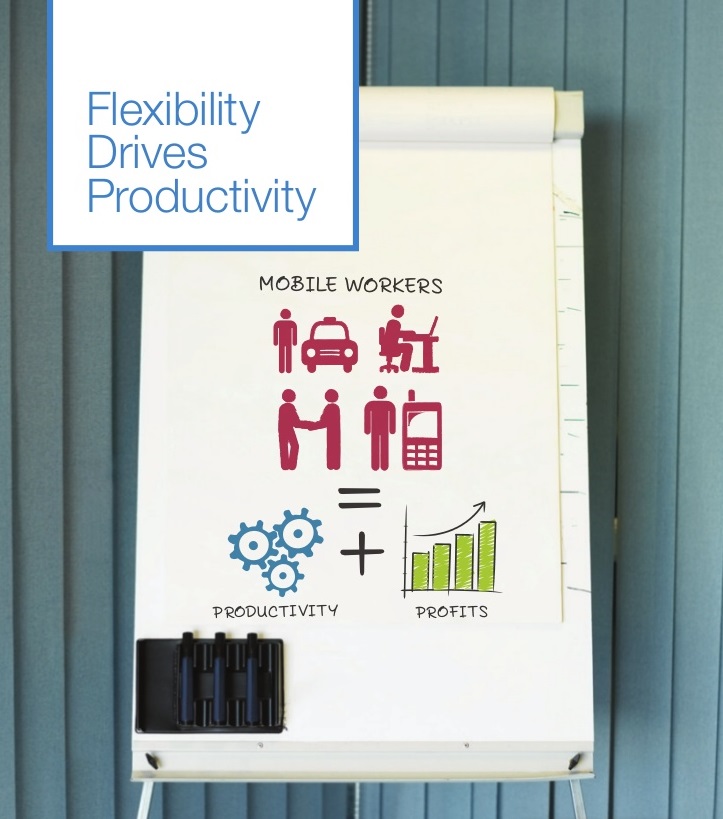 Flexibility
Drives
Productivity
MOBILE WORKERS
=
+
PRODUCTIVITY
PROFITS